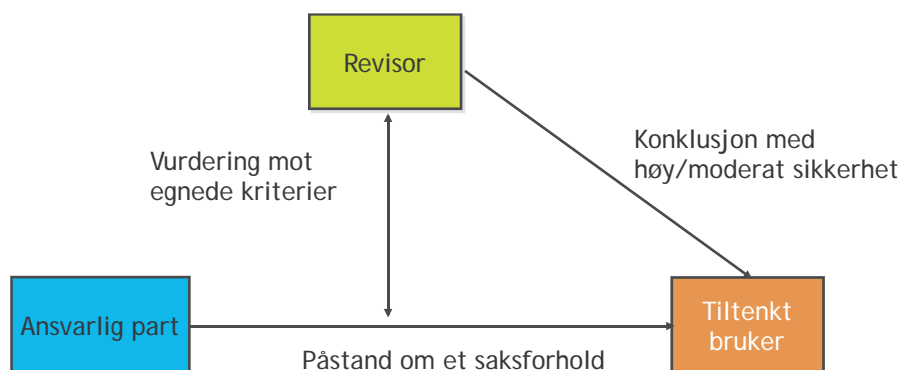 Revisor
Vurdering mot
egnede kriterier
Konklusjon med
høy/moderat sikkerhet
Ansvarlig part
Tiltenkt
bruker
Påstand om et saksforhold